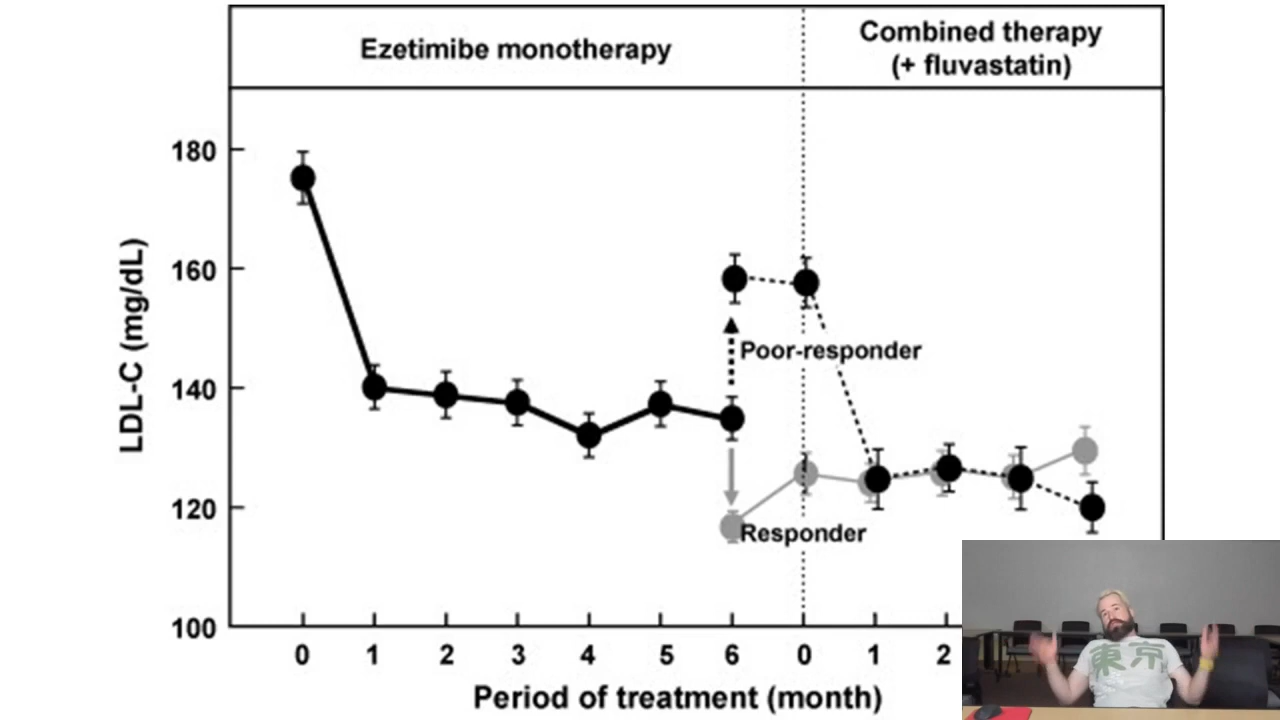 Ezetimibe monotherapy
Combined therapy
(+ fluvastatin)
180
160
140
120
100
LDL-C (mg/dL)
Poor-responder
Responder
0 1 2 3 4 5 6 0 1 2
Period of treatment (month)
東京